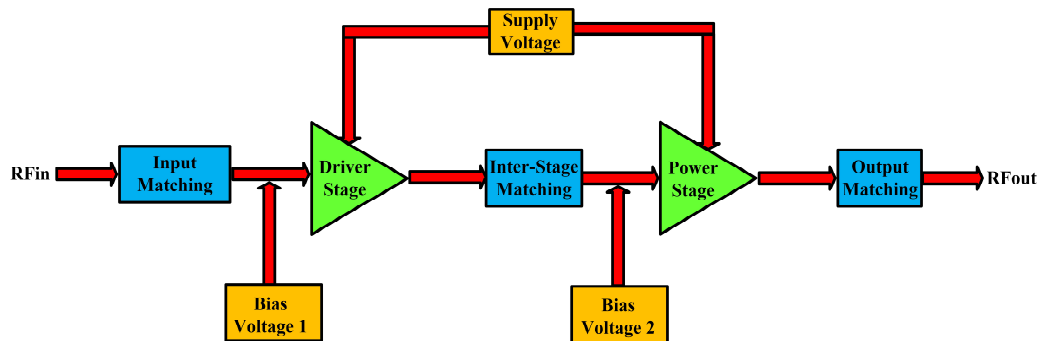 Supply
Voltage
RFin
Input
Matching
Driver
Stage
Inter-Stage
Matching
Power
Stage
Output
Matching
RFout
Bias
Voltage 1
Bias
Voltage 2